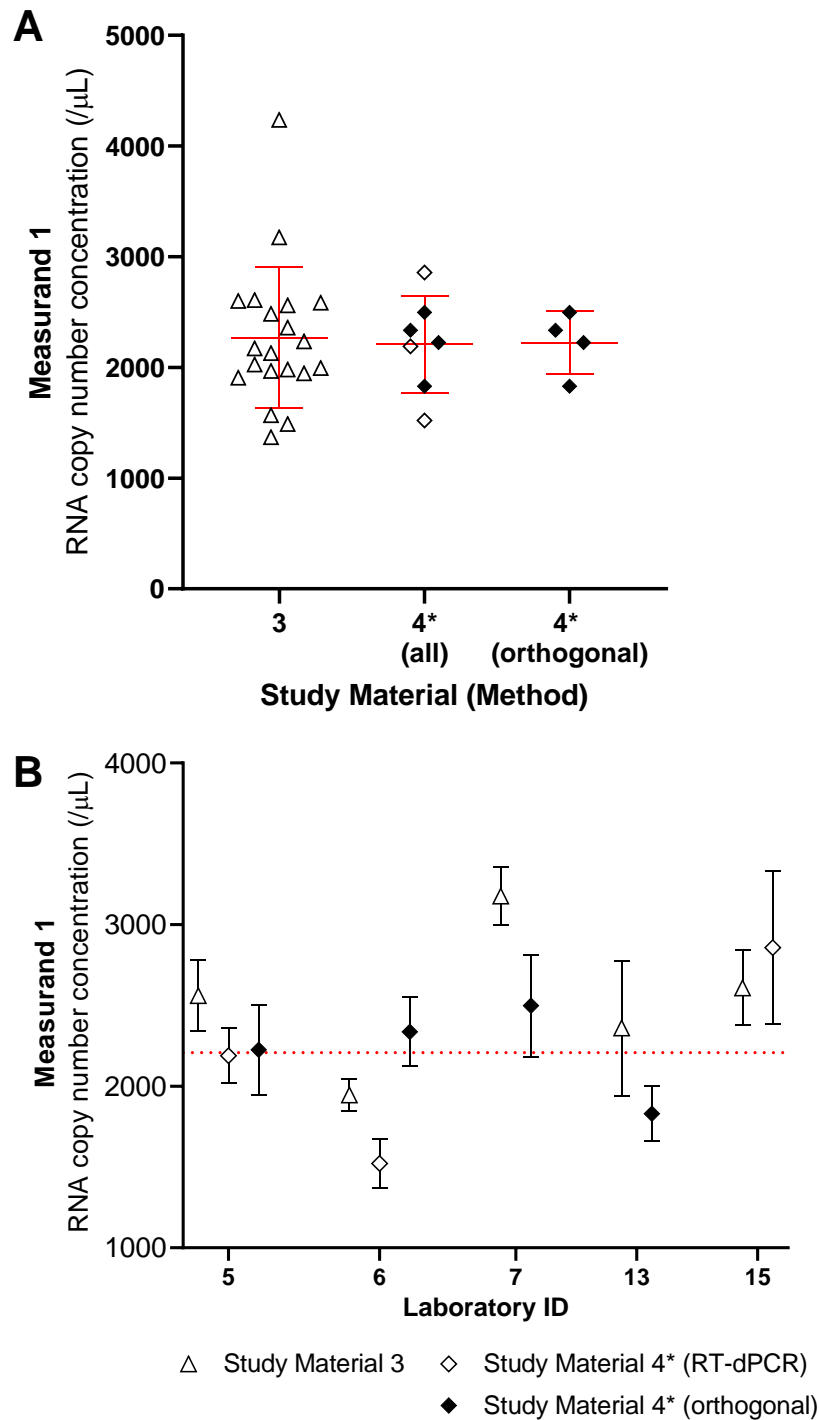 A
Measurand 1
RNA copy number concentration (/μL)
5000
4000
3000
2000
1000
0
3
4*
(all)
4*
(orthogonal)
Study Material (Method)
B
Measurand 1
RNA copy number concentration (/μL)
4000
3000
2000
1000
5
6
7
13
15
Laboratory ID
Study Material 3
Study Material 4* (RT-dPCR)
Study Material 4* (orthogonal)